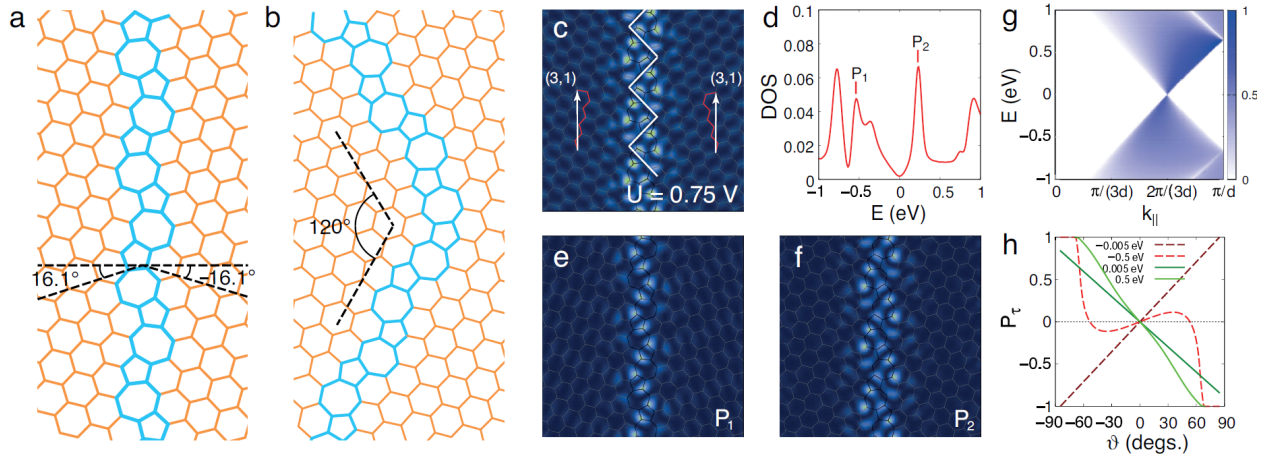 a
16.1°
−16.1°
b
120°
c
(3,1)
(3,1)
U = 0.75 V
d
DOS
0.10
0.08
0.06
0.04
0.02
0
P1
P2
−1
−0.5
0
0.5
1
E (eV)
e
P1
f
P2
g
E (eV)
1
0.5
0
−0.5
−1
0
π/(3d)
2π/(3d)
π/d
k||
1
0.5
0
h
Pτ
1
0.5
0
−0.5
−1
−0.005 eV
−0.5 eV
0.005 eV
0.5 eV
−90
−60
−30
0
30
60
90
ϑ (degs.)